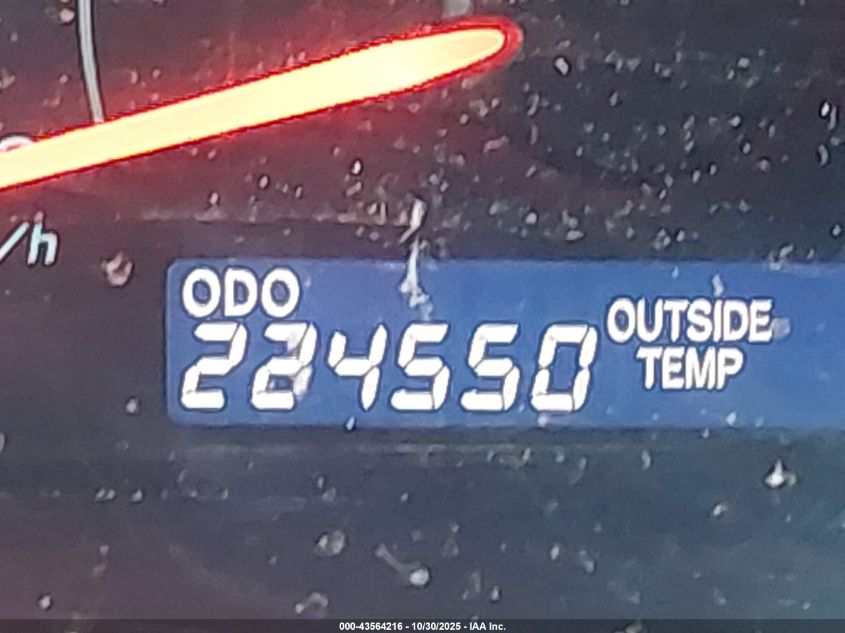 /h
ODO
224550
OUTSIDE
TEMP
000-43564216 - 10/30/2025 - IAA Inc.